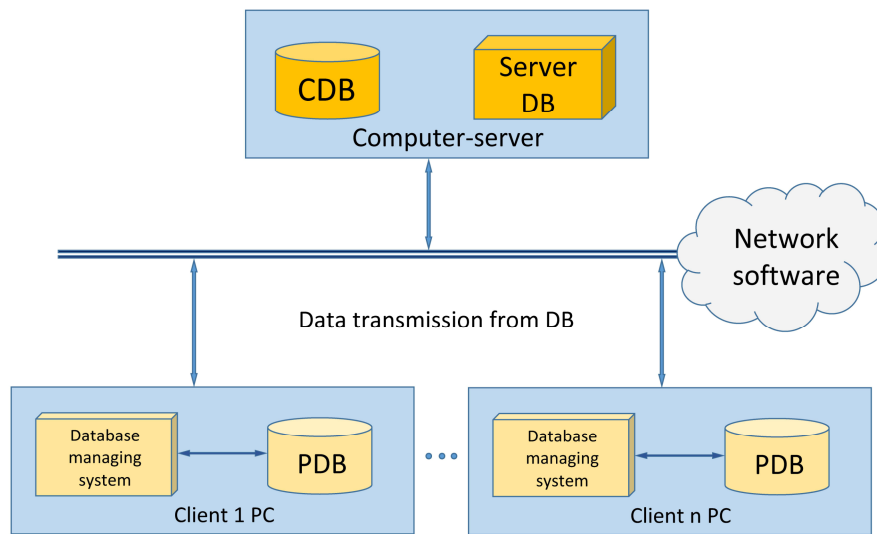 CDB
Server
DB
Computer-server
Network
software
Data transmission from DB
Database
managing
system
PDB
Client 1 PC
Database
managing
system
PDB
Client n PC